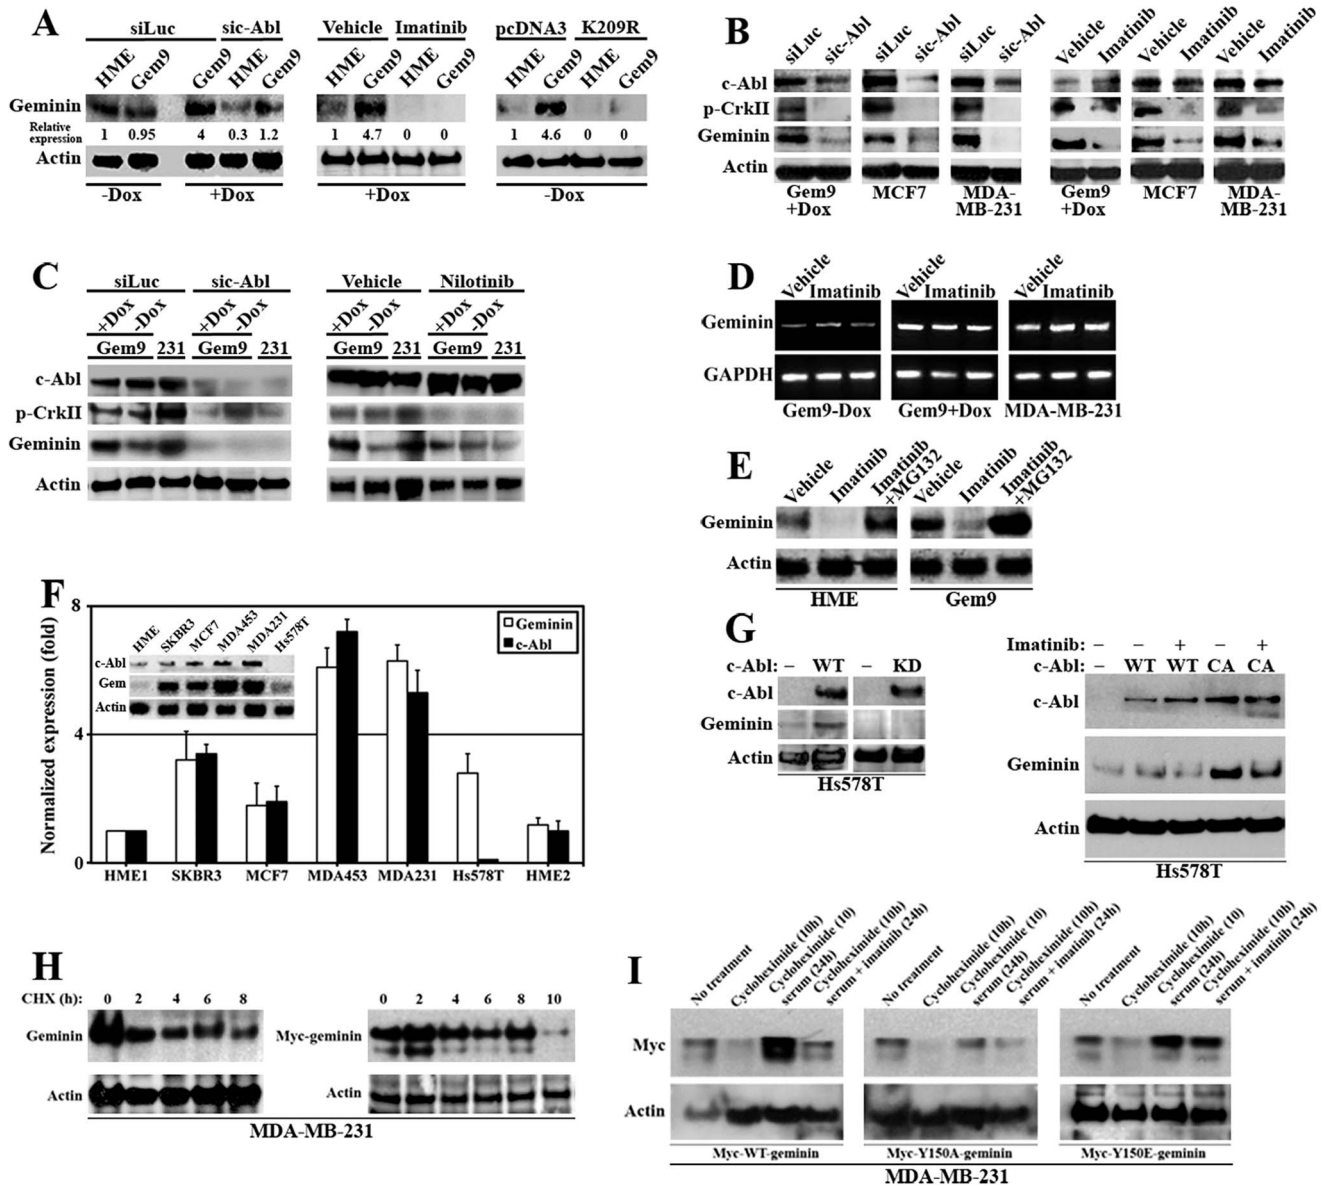 A
siLuc sic-Abl Vehicle Imatinib pcDNA3 K209R
HME Gem9 Gem9 HME Gem9 HME Gem9 HME Gem9 HME Gem9 HME Gem9
Geminin
Relative expression 1 0.95 4 0.3 1.2 1 4.7 0 0 1 4.6 0 0
Actin
-Dox +Dox +Dox -Dox
B
siLuc sic-Abl siLuc sic-Abl siLuc sic-Abl Vehicle Imatinib Vehicle Imatinib Vehicle Imatinib
c-Abl
p-CrkII
Geminin
Actin
Gem9 +Dox MCF7 MDA-MB-231 Gem9 +Dox MCF7 MDA-MB-231
C
siLuc sic-Abl Vehicle Nilotinib
+Dox -Dox +Dox -Dox +Dox -Dox +Dox -Dox
Gem9 231 Gem9 231 Gem9 231 Gem9 231
c-Abl
p-CrkII
Geminin
Actin
D
Vehicle Imatinib Vehicle Imatinib Vehicle Imatinib
Geminin
GAPDH
Gem9-Dox Gem9+Dox MDA-MB-231
E
Vehicle Imatinib Imatinib +MG132 Vehicle Imatinib Imatinib +MG132
Geminin
Actin
HME Gem9
F
Normalized expression (fold)
8
4
0
HME SKBR3 MCF7 MDA453 MDA231 Hs578T
c-Abl
Gem
Actin
Geminin
c-Abl
HME1 SKBR3 MCF7 MDA453 MDA231 Hs578T HME2
G
c-Abl: – WT – KD
c-Abl
Geminin
Actin
Hs578T
Imatinib: – – + – +
c-Abl: – WT WT CA CA
c-Abl
Geminin
Actin
Hs578T
H
CHX (h): 0 2 4 6 8 0 2 4 6 8 10
Geminin Myc-geminin
Actin Actin
MDA-MB-231
I
No treatment
Cycloheximide (10h)
Cycloheximide (10)
serum (24h)
Cycloheximide (10h)
serum + imatinib (24h)
No treatment
Cycloheximide (10h)
Cycloheximide (10)
serum (24h)
Cycloheximide (10h)
serum + imatinib (24h)
No treatment
Cycloheximide (10h)
Cycloheximide (10)
serum (24h)
Cycloheximide (10h)
serum + imatinib (24h)
Myc
Actin
Myc-WT-geminin Myc-Y150A-geminin Myc-Y150E-geminin
MDA-MB-231